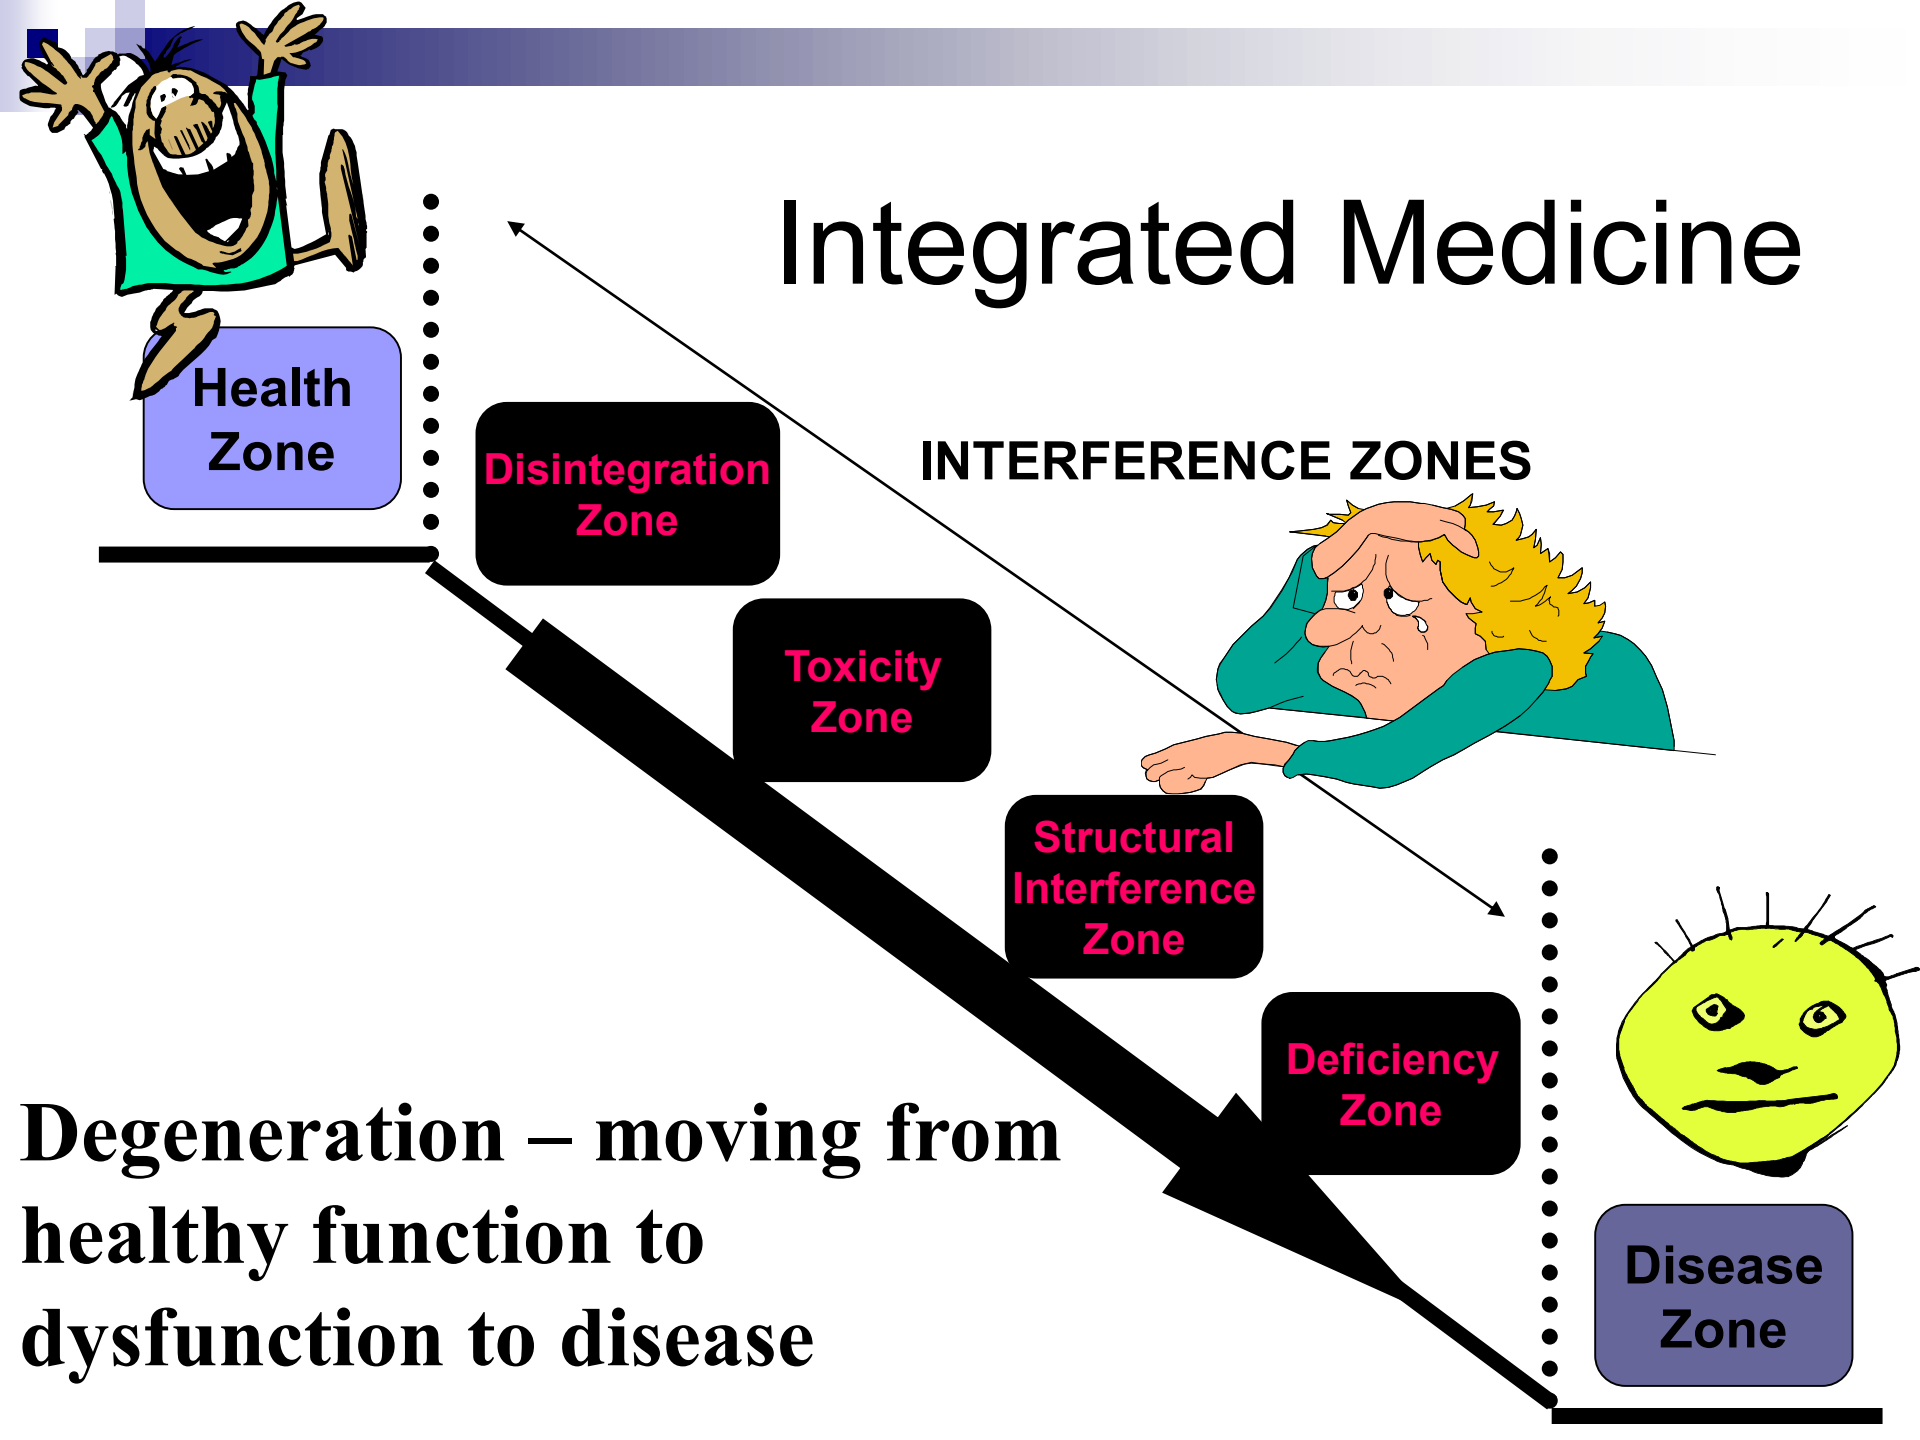 Integrated Medicine
Health
Zone
INTERFERENCE ZONES
Disintegration
Zone
Toxicity
Zone
Structural
Interference
Zone
Deficiency
Zone
Degeneration – moving from
healthy function to
dysfunction to disease
Disease
Zone